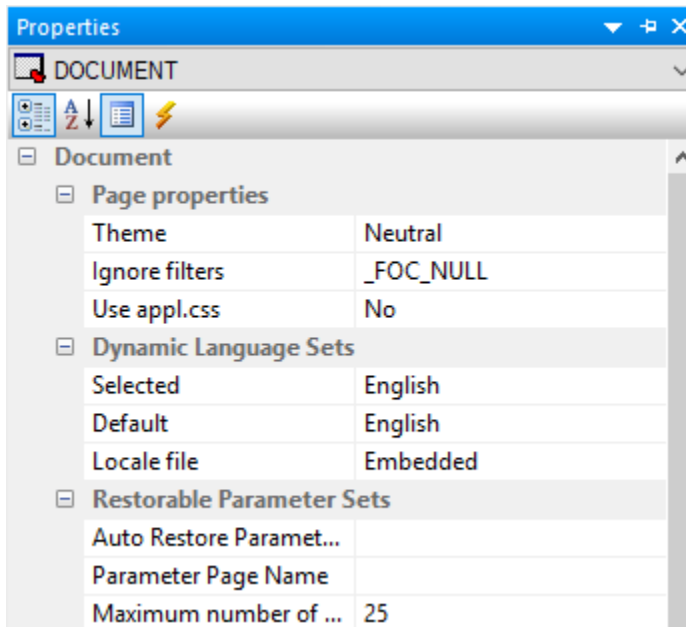 Properties
DOCUMENT
Document
Page properties
Theme Neutral
Ignore filters _FOC_NULL
Use appl.css No
Dynamic Language Sets
Selected English
Default English
Locale file Embedded
Restorable Parameter Sets
Auto Restore Paramet...
Parameter Page Name
Maximum number of ... 25